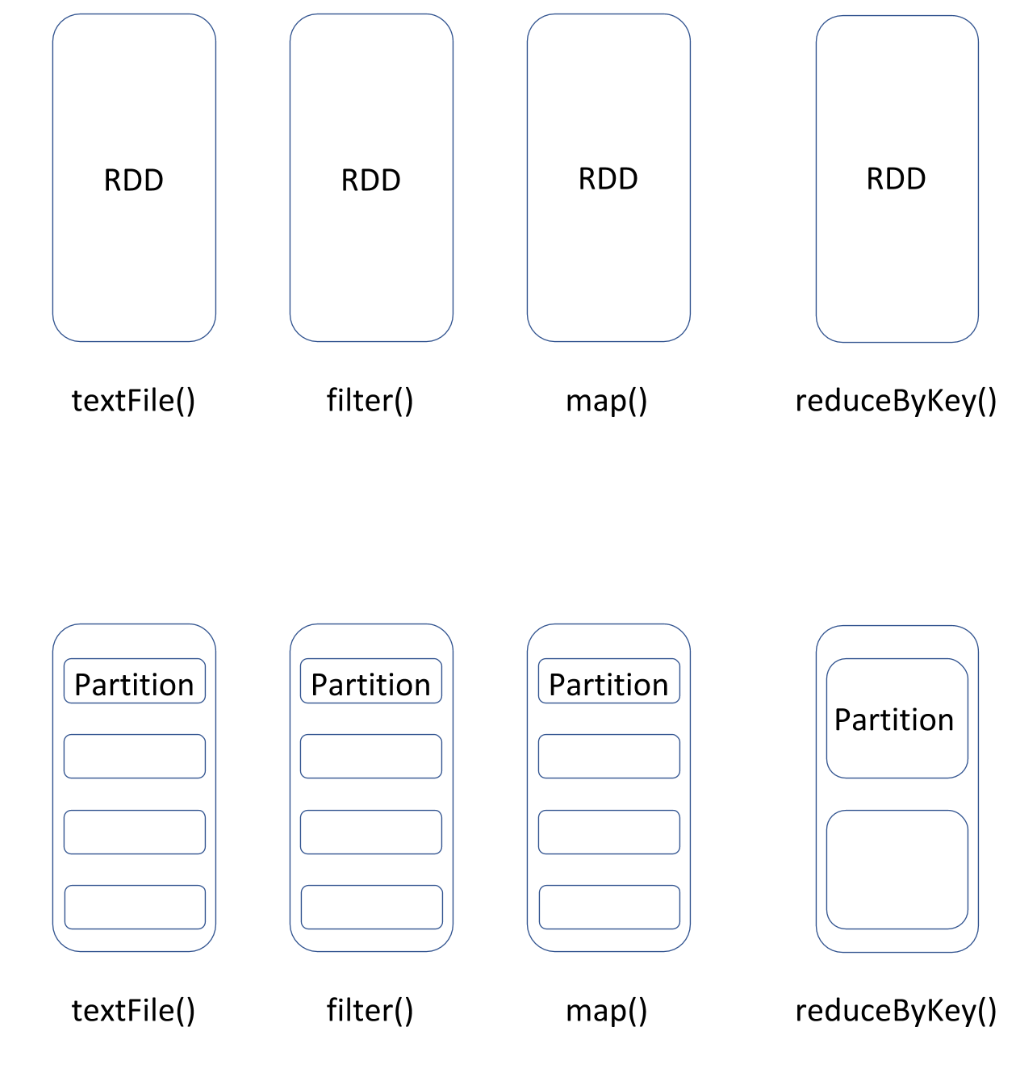 RDD RDD RDD RDD
textFile() filter() map() reduceByKey()
Partition Partition Partition Partition
textFile() filter() map() reduceByKey()